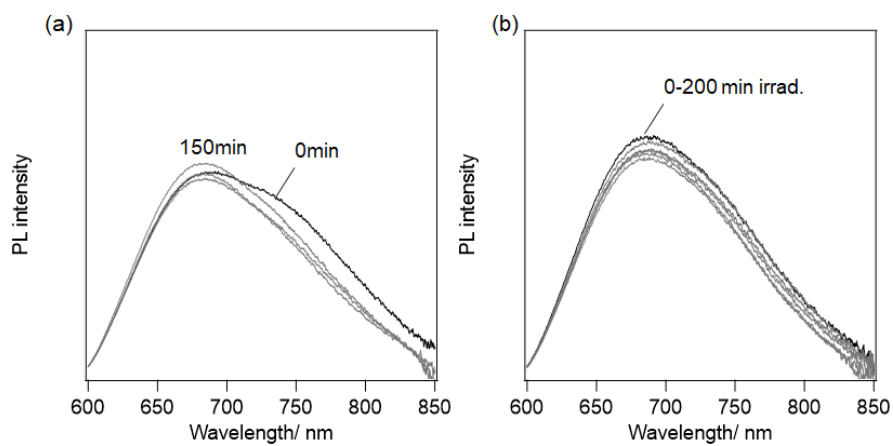 (a)
150min
0min
PL intensity
600 650 700 750 800 850
Wavelength/ nm
(b)
0-200 min irrad.
PL intensity
600 650 700 750 800 850
Wavelength/ nm